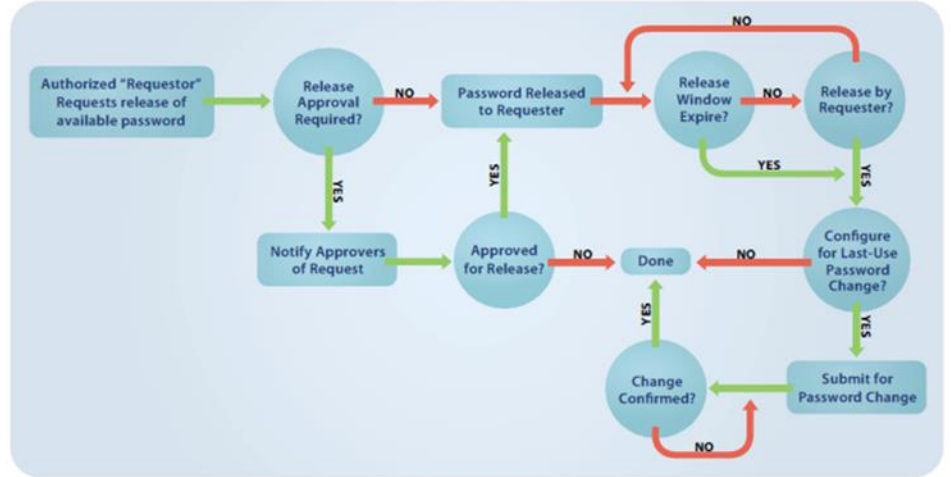 NO
Authorized "Requestor"
Requests release of
available password
Release
Approval
Required?
NO
Password Released
to Requester
Release
Window
Expire?
NO
Release by
Requester?
YES
YES
YES
YES
Notify Approvers
of Request
Approved
for Release?
NO
Done
NO
Configure
for Last-Use
Password
Change?
YES
YES
Change
Confirmed?
Submit for
Password Change
NO